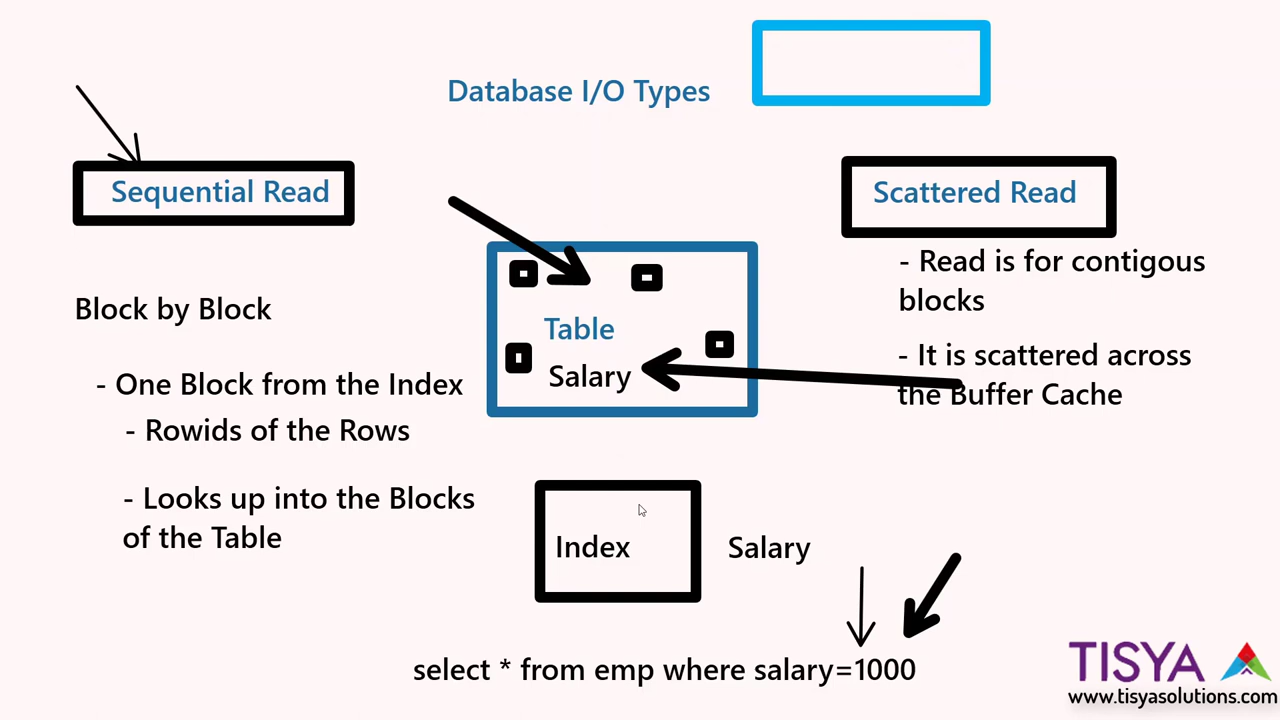 Database I/O Types
Sequential Read
Block by Block
- One Block from the Index
- Rowids of the Rows
- Looks up into the Blocks
of the Table
Table
Salary
Index
Salary
Scattered Read
- Read is for contigous
blocks
- It is scattered across
the Buffer Cache
select * from emp where salary=1000
TISYA
www.tisyasolutions.com